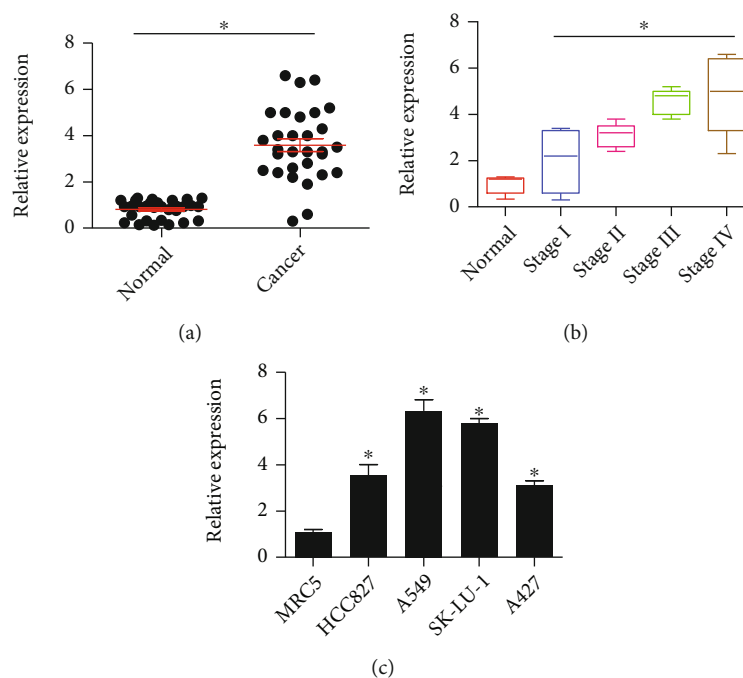 *
Relative expression
8
6
4
2
0
Normal
Cancer
(a)
*
Relative expression
8
6
4
2
0
Normal
Stage I
Stage II
Stage III
Stage IV
(b)
Relative expression
8
6
4
2
0
*
*
*
*
MRC5
HCC827
A549
SK-LU-1
A427
(c)